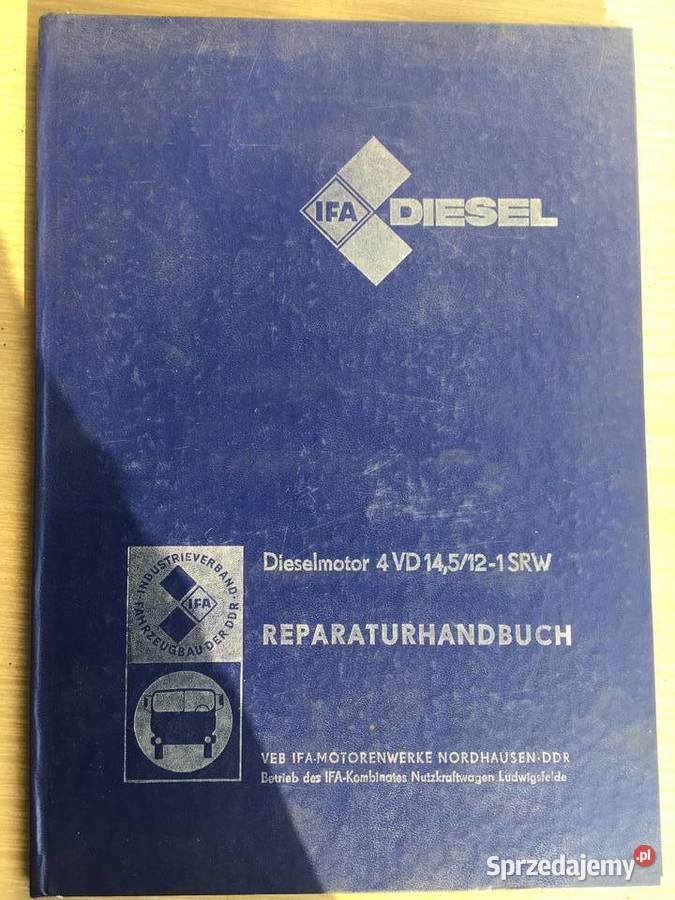 IFA DIESEL
Dieselmotor 4 VD 14,5/12-1 SRW
INDUSTRIEVERBAND
FAHRZEUGBAU · DER DDR
IFA
REPARATURHANDBUCH
VEB IFA-MOTORENWERKE NORDHAUSEN · DDR
Betrieb des IFA-Kombinates Nutzkraftwagen Ludwigsfelde
Sprzedajemy.pl